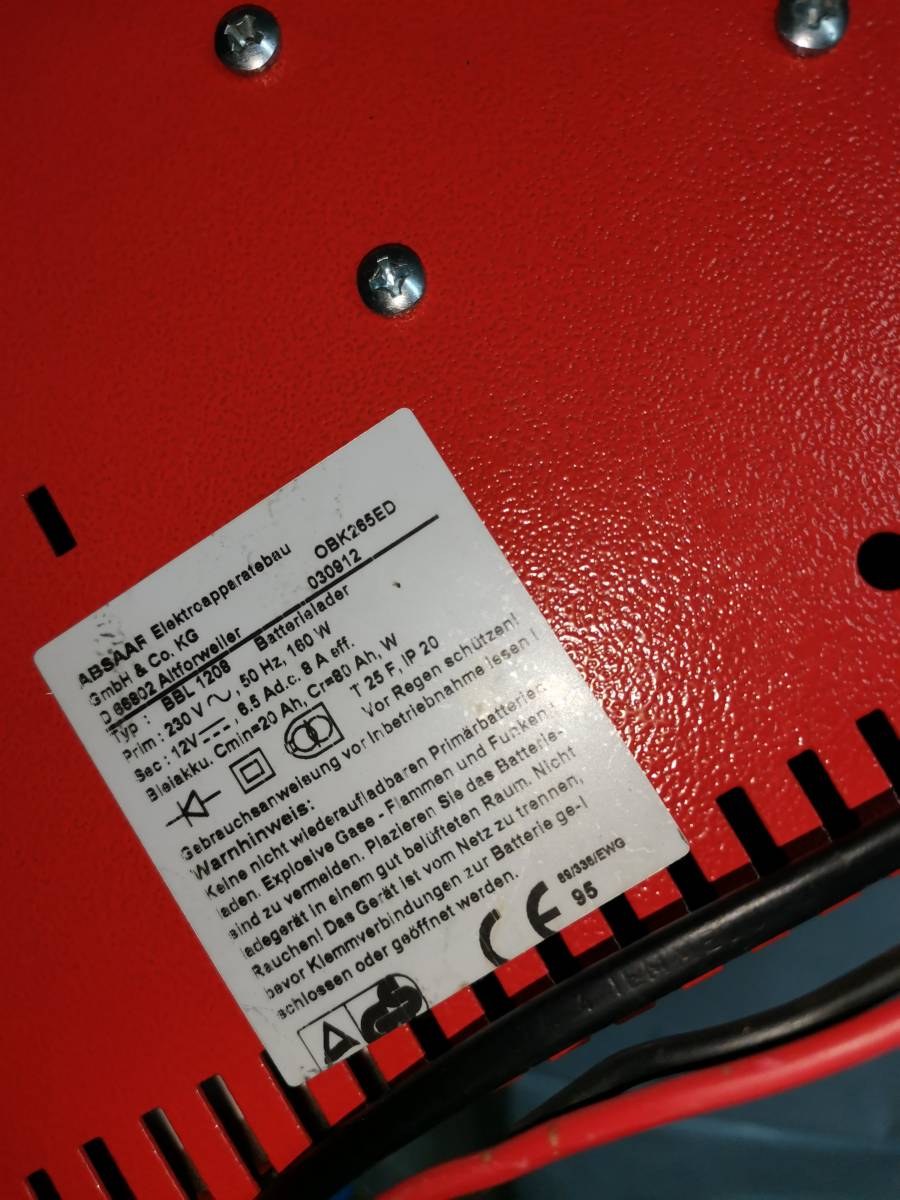 ABSAAR Elektroapparatebau
GmbH & Co. KG OBK265ED
D 66802 Altforweiler 030912
Typ : BBL 1208 Batterielader
Prim : 230 V ~, 50 Hz, 160 W
Sec : 12V ⎓, 6.5 Ad.c. 8 A eff.
Bleiakku. Cmin=20 Ah, Cr=80 Ah, W
T 25 F, IP 20
Vor Regen schützen!
Gebrauchsanweisung vor Inbetriebnahme lesen !
Warnhinweis:
Keine nicht wiederaufladbaren Primärbatterien
laden. Explosive Gase - Flammen und Funken
sind zu vermeiden. Plazieren Sie das Batterie-
ladegerät in einem gut belüfteten Raum. Nicht
Rauchen! Das Gerät ist vom Netz zu trennen,
bevor Klemmverbindungen zur Batterie ge-
schlossen oder geöffnet werden.
CE 89/336/EWG
95